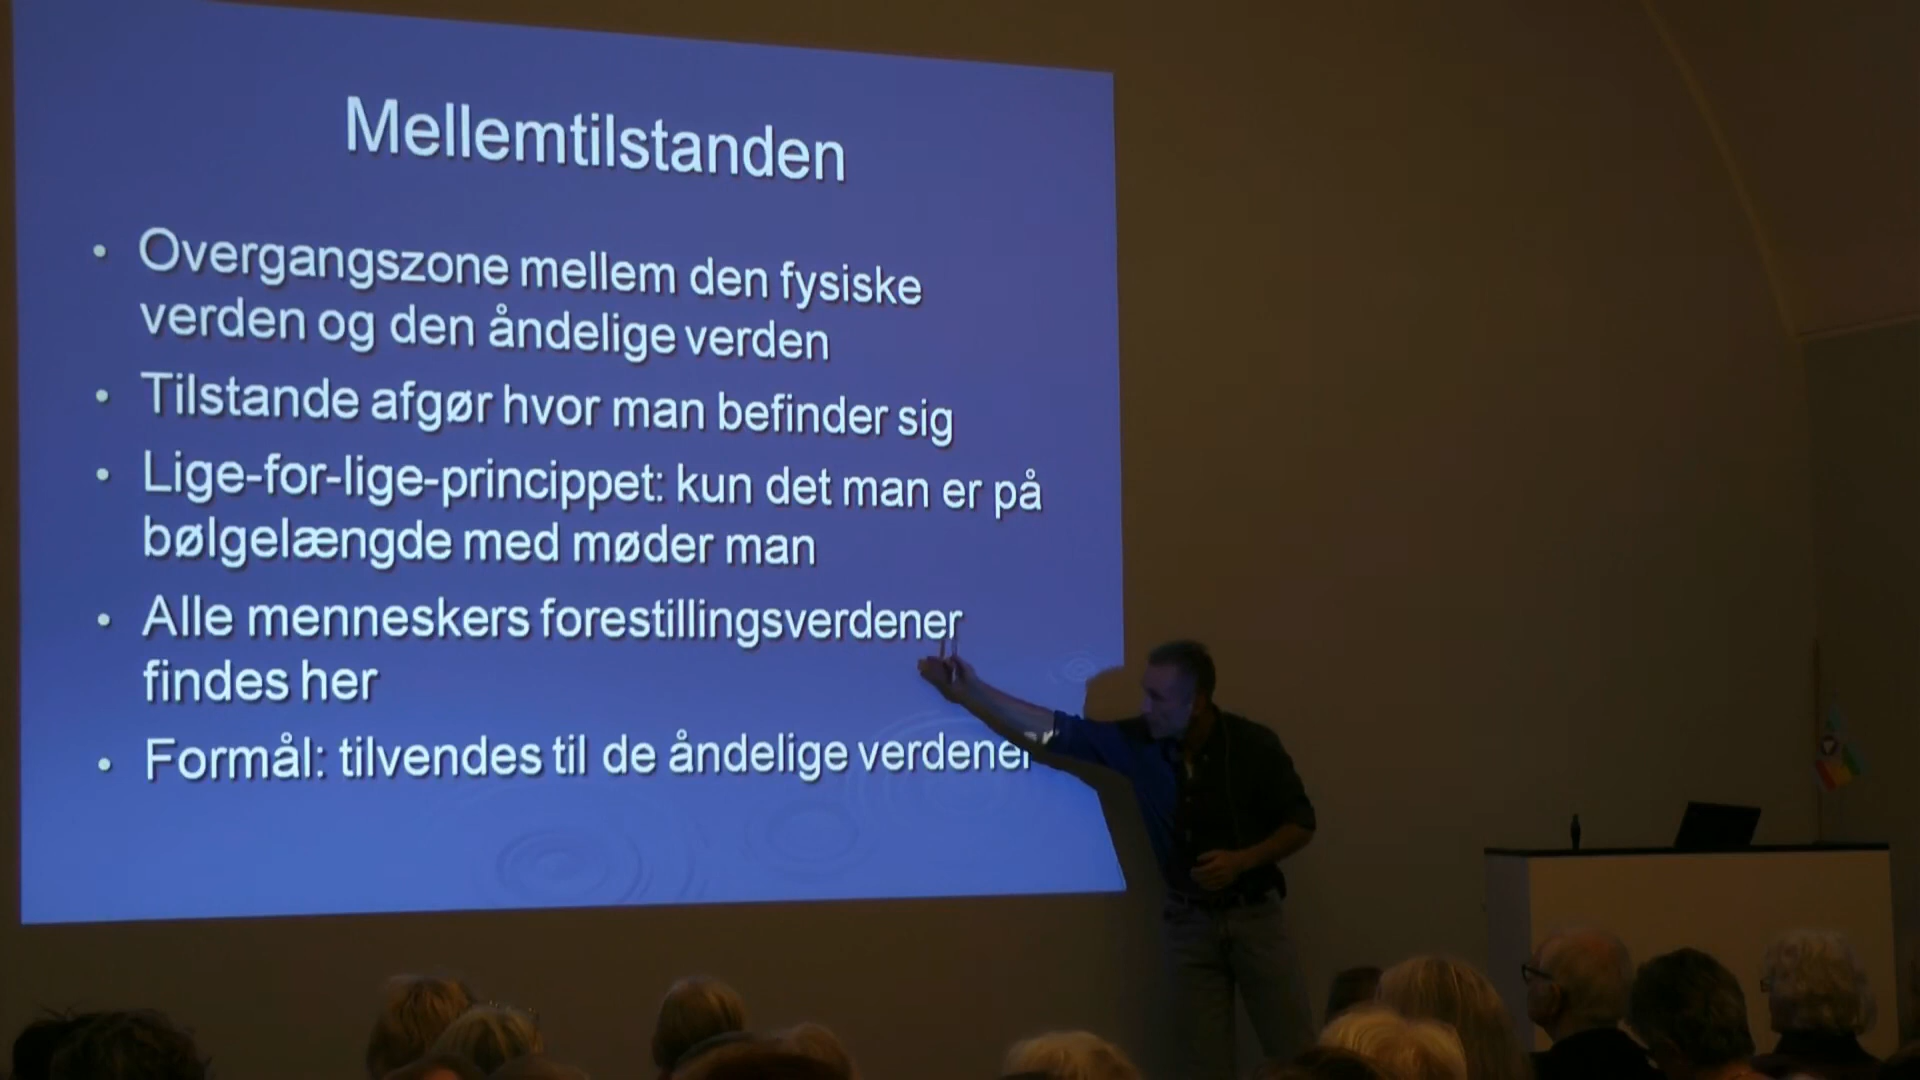 Mellemtilstanden
• Overgangszone mellem den fysiske
verden og den åndelige verden
• Tilstande afgør hvor man befinder sig
• Lige-for-lige-princippet: kun det man er på
bølgelængde med møder man
• Alle menneskers forestillingsverdener
findes her
• Formål: tilvendes til de åndelige verdener